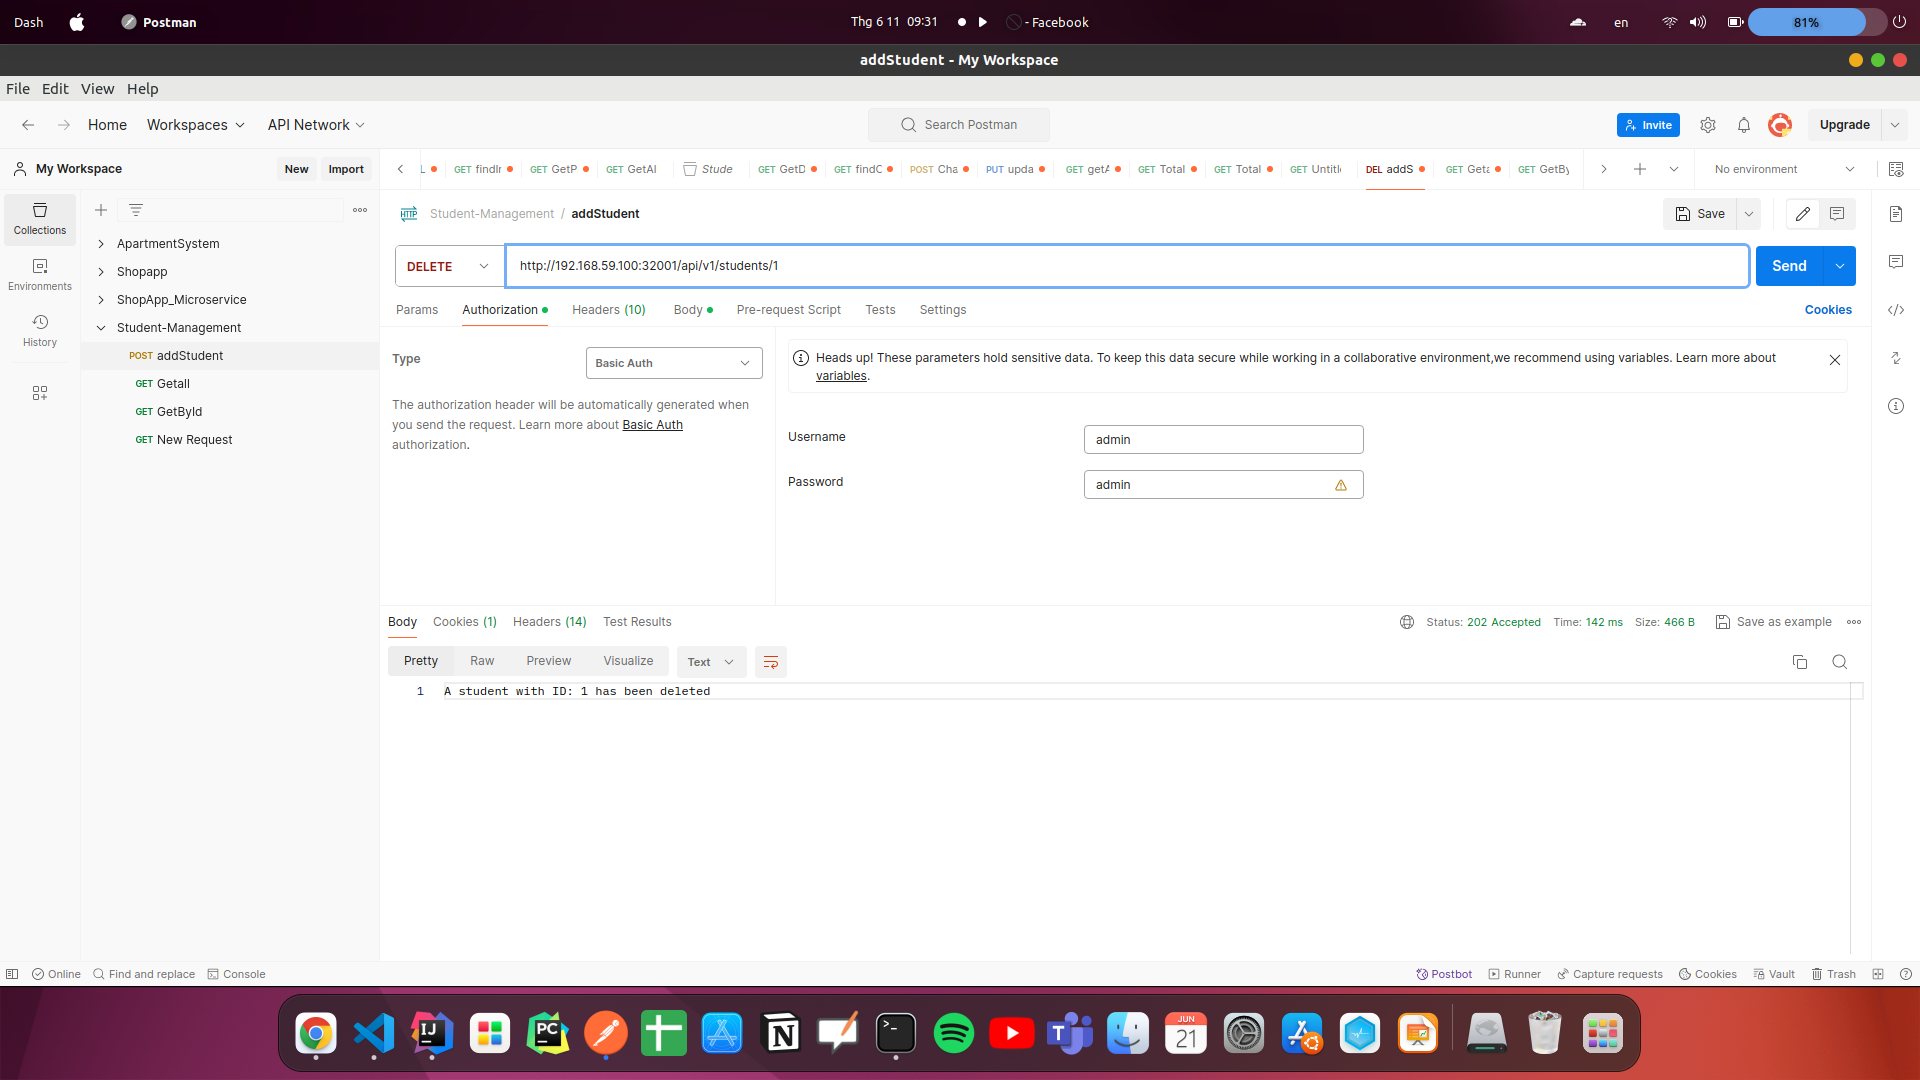 Dash Postman Thg 6 11 09:31 - Facebook en 81%
addStudent - My Workspace
File Edit View Help
Home Workspaces API Network Search Postman Invite Upgrade
My Workspace New Import
L GET findIr GET GetP GET GetAl Stude GET GetD GET findC POST Cha PUT upda GET getA GET Total GET Total GET Untitle DEL addS GET Geta GET GetBy No environment
Collections
Environments
History
ApartmentSystem
Shopapp
ShopApp_Microservice
Student-Management
POST addStudent
GET Getall
GET GetById
GET New Request
HTTP Student-Management / addStudent Save
DELETE http://192.168.59.100:32001/api/v1/students/1 Send
Params Authorization Headers (10) Body Pre-request Script Tests Settings Cookies
Type Basic Auth
The authorization header will be automatically generated when
you send the request. Learn more about Basic Auth
authorization.
Heads up! These parameters hold sensitive data. To keep this data secure while working in a collaborative environment,we recommend using variables. Learn more about
variables.
Username admin
Password admin
Body Cookies (1) Headers (14) Test Results Status: 202 Accepted Time: 142 ms Size: 466 B Save as example
Pretty Raw Preview Visualize Text
1 A student with ID: 1 has been deleted
Online Find and replace Console Postbot Runner Capture requests Cookies Vault Trash
IJ PC N T JUN
21